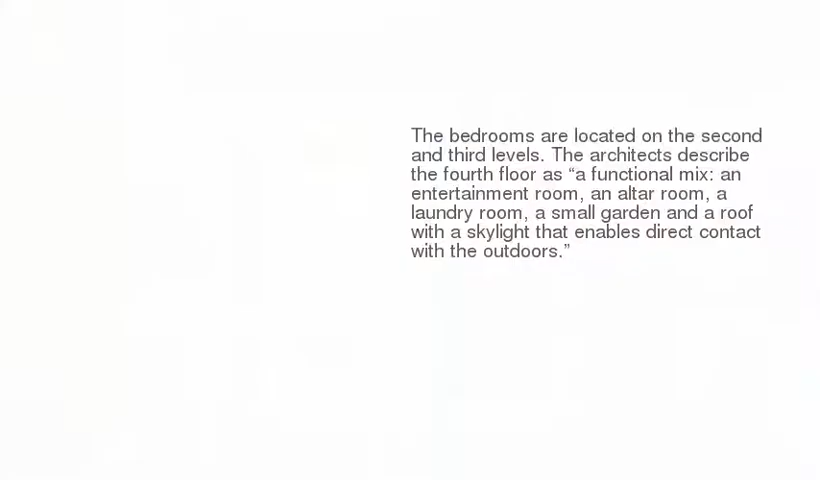 The bedrooms are located on the second
and third levels. The architects describe
the fourth floor as “a functional mix: an
entertainment room, an altar room, a
laundry room, a small garden and a roof
with a skylight that enables direct contact
with the outdoors.”